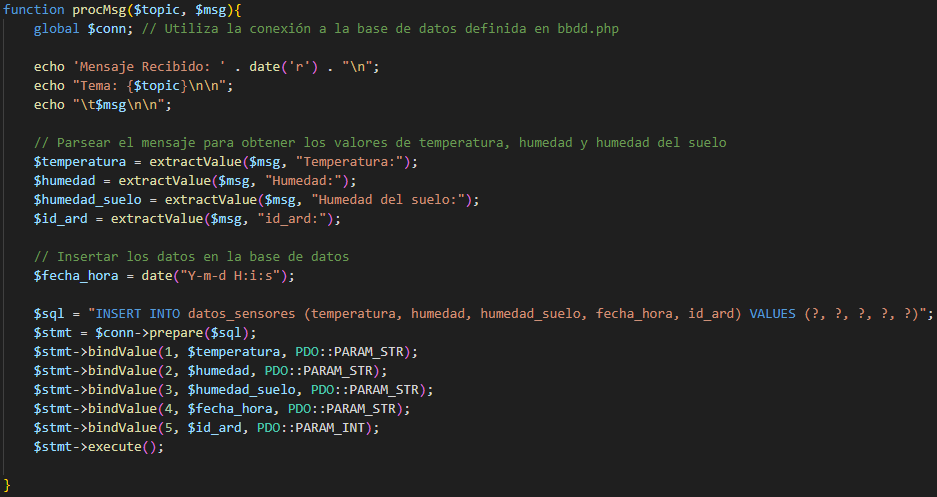 function procMsg($topic, $msg){
global $conn; // Utiliza la conexión a la base de datos definida en bbdd.php
echo 'Mensaje Recibido: ' . date('r') . "\n";
echo "Tema: {$topic}\n\n";
echo "\t$msg\n\n";
// Parsear el mensaje para obtener los valores de temperatura, humedad y humedad del suelo
$temperatura = extractValue($msg, "Temperatura:");
$humedad = extractValue($msg, "Humedad:");
$humedad_suelo = extractValue($msg, "Humedad del suelo:");
$id_ard = extractValue($msg, "id_ard:");
// Insertar los datos en la base de datos
$fecha_hora = date("Y-m-d H:i:s");
$sql = "INSERT INTO datos_sensores (temperatura, humedad, humedad_suelo, fecha_hora, id_ard) VALUES (?, ?, ?, ?, ?)";
$stmt = $conn->prepare($sql);
$stmt->bindValue(1, $temperatura, PDO::PARAM_STR);
$stmt->bindValue(2, $humedad, PDO::PARAM_STR);
$stmt->bindValue(3, $humedad_suelo, PDO::PARAM_STR);
$stmt->bindValue(4, $fecha_hora, PDO::PARAM_STR);
$stmt->bindValue(5, $id_ard, PDO::PARAM_INT);
$stmt->execute();
}